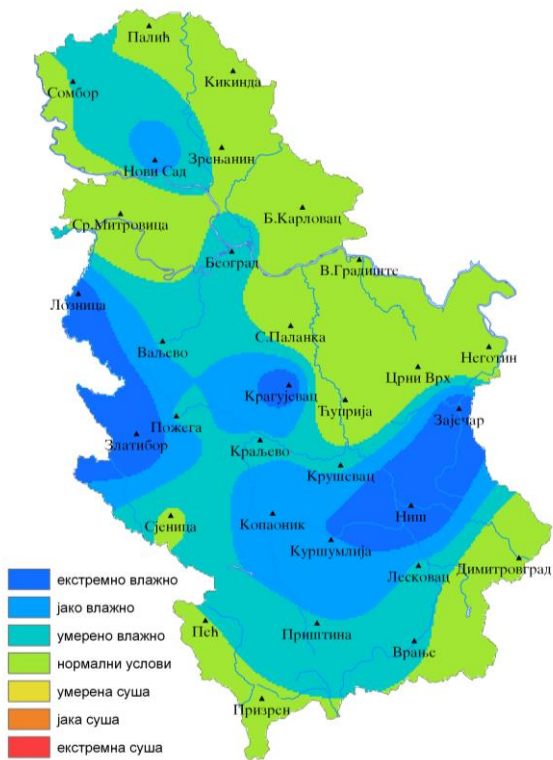 Палић
Кикинда
Сомбор
Зрењанин
Нови Сад
Б.Карловац
Ср.Митровица
Београд
В.Градиште
Лозница
С.Паланка
Ваљево
Неготин
Црни Врх
Крагујевац
Ћуприја
Зајечар
Пожега
Златибор
Краљево
Крушевац
Сјеница
Копаоник
Ниш
Куршумлија
Лесковац
Димитровград
Пећ
Приштина
Врање
Призрен
екстремно влажно
јако влажно
умерено влажно
нормални услови
умерена суша
јака суша
екстремна суша